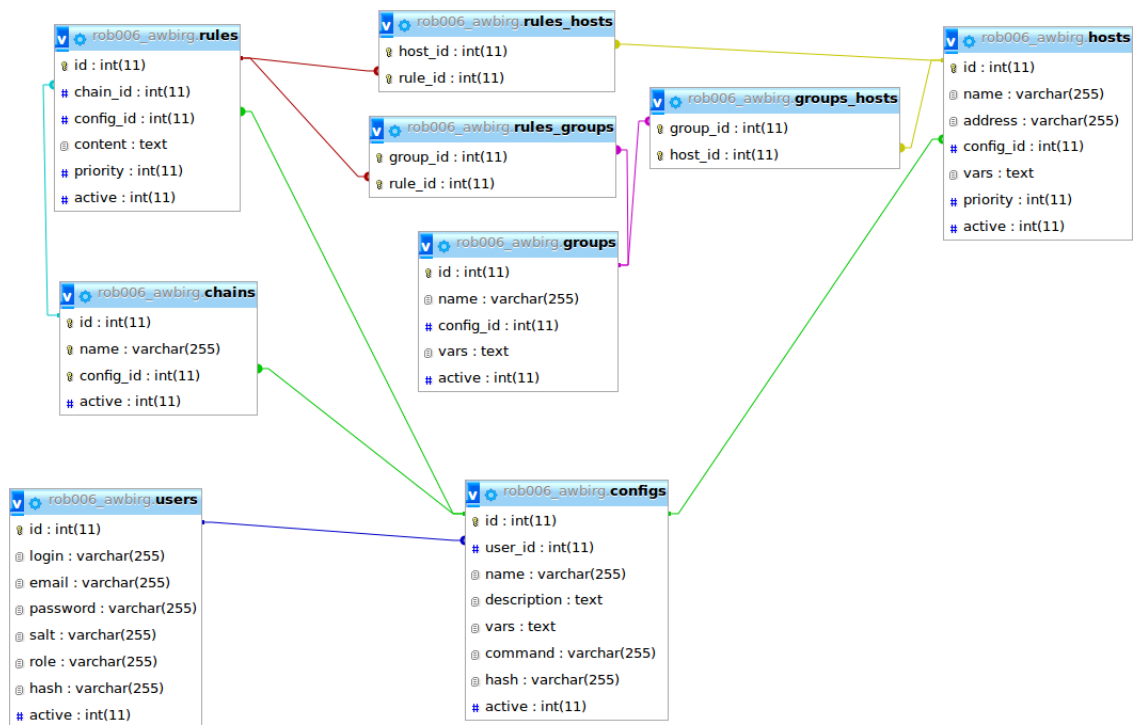 rob006_awbirg.rules
id : int(11)
chain_id : int(11)
config_id : int(11)
content : text
priority : int(11)
active : int(11)
rob006_awbirg.rules_hosts
host_id : int(11)
rule_id : int(11)
rob006_awbirg.hosts
id : int(11)
name : varchar(255)
address : varchar(255)
config_id : int(11)
vars : text
priority : int(11)
active : int(11)
rob006_awbirg.groups_hosts
group_id : int(11)
host_id : int(11)
rob006_awbirg.rules_groups
group_id : int(11)
rule_id : int(11)
rob006_awbirg.groups
id : int(11)
name : varchar(255)
config_id : int(11)
vars : text
active : int(11)
rob006_awbirg.chains
id : int(11)
name : varchar(255)
config_id : int(11)
active : int(11)
rob006_awbirg.users
id : int(11)
login : varchar(255)
email : varchar(255)
password : varchar(255)
salt : varchar(255)
role : varchar(255)
hash : varchar(255)
active : int(11)
rob006_awbirg.configs
id : int(11)
user_id : int(11)
name : varchar(255)
description : text
vars : text
command : varchar(255)
hash : varchar(255)
active : int(11)